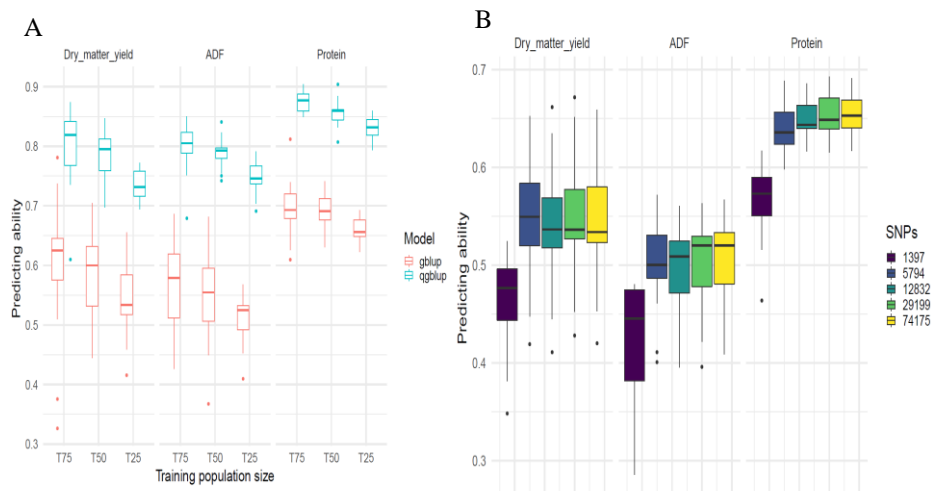 A
Dry_matter_yield ADF Protein
0.9
0.8
0.7
0.6
0.5
0.4
0.3
Predicting ability
T75 T50 T25 T75 T50 T25 T75 T50 T25
Training population size
Model
gblup
qgblup
B
Dry_matter_yield ADF Protein
0.7
0.6
0.5
0.4
0.3
Predicting ability
SNPs
1397
5794
12832
29199
74175